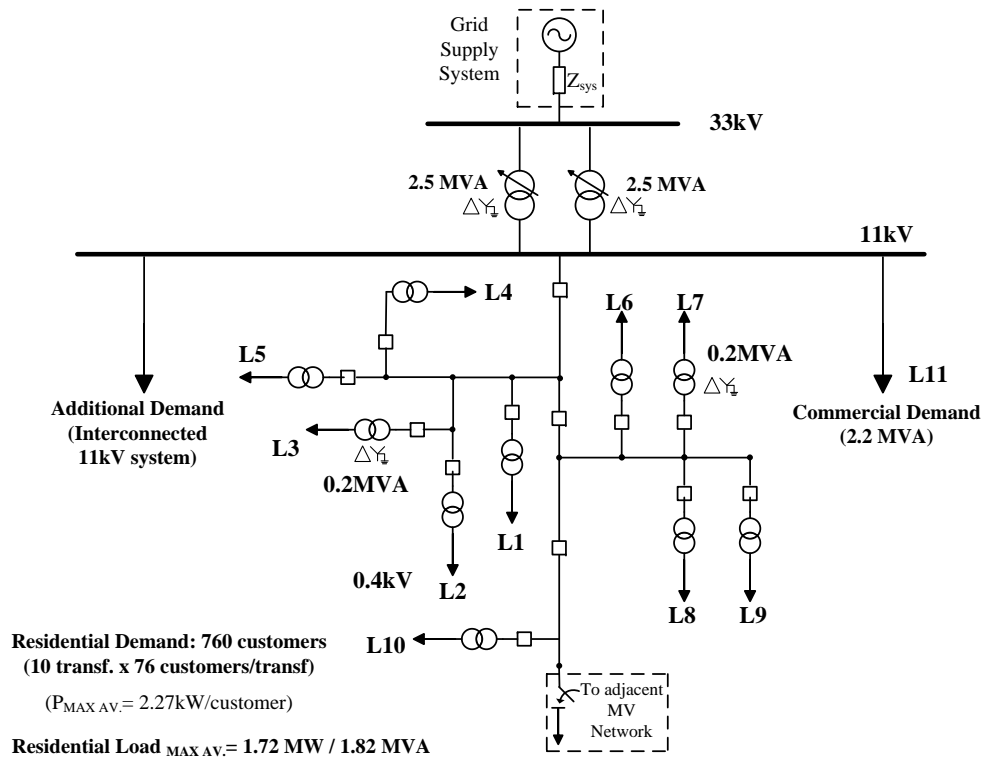 Grid
Supply
System
Zsys
33kV
2.5 MVA
2.5 MVA
11kV
L4
L6
L7
L5
0.2MVA
L11
Additional Demand
(Interconnected
11kV system)
Commercial Demand
(2.2 MVA)
L3
0.2MVA
L1
0.4kV
L2
L8
L9
L10
Residential Demand: 760 customers
(10 transf. x 76 customers/transf)
(PMAX AV.= 2.27kW/customer)
To adjacent
MV
Network
Residential Load MAX AV.= 1.72 MW / 1.82 MVA